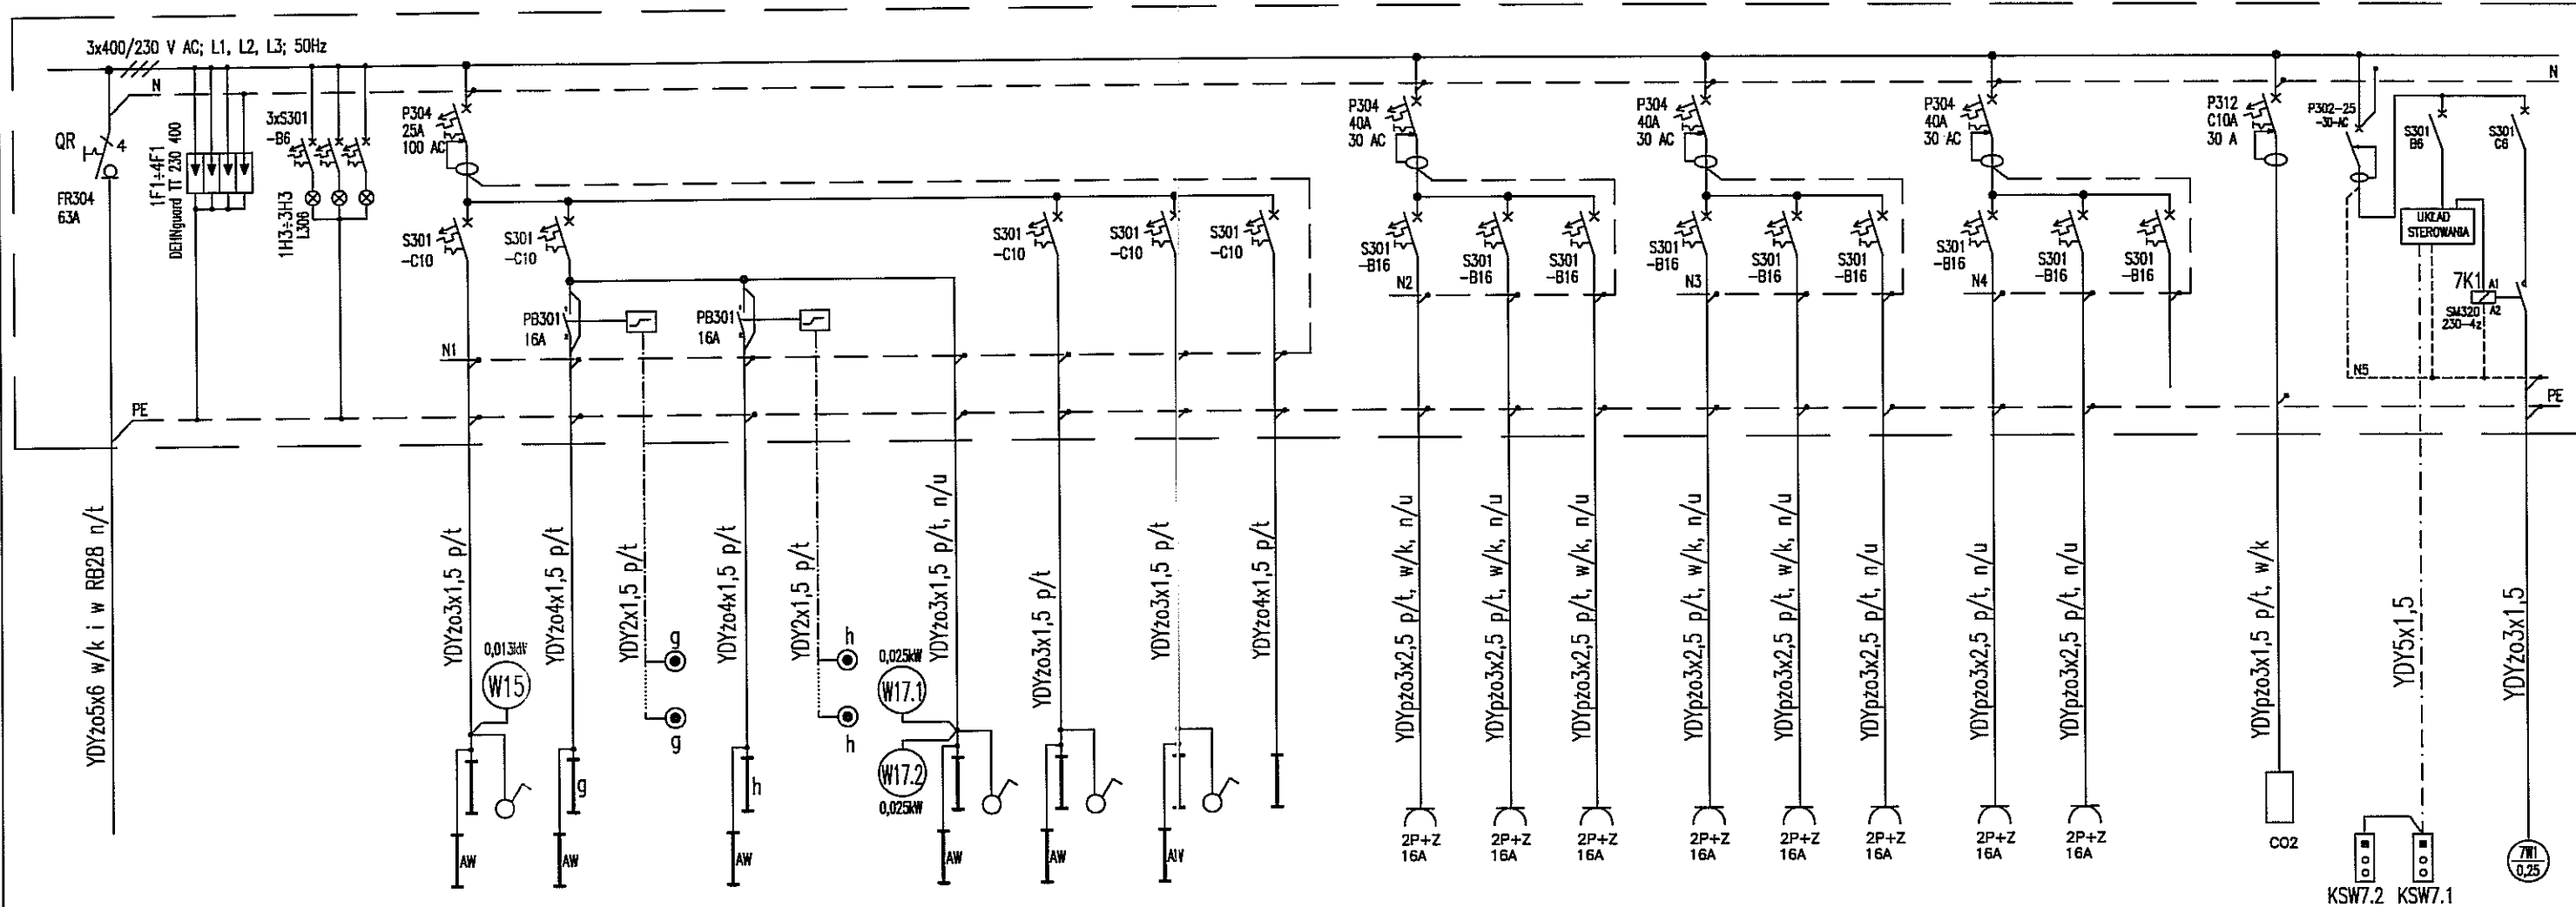 3x400/230 V AC; L1, L2, L3; 50Hz
N
N
QR
4
FR304
63A
1F1÷4F1
DEHNguard TT 230 400
3xS301
-B6
1H3÷3H3
L306
P304
25A
100 AC
P304
40A
30 AC
P304
40A
30 AC
P304
40A
30 AC
P312
C10A
30 A
P302-25
-30-AC
S301
B6
S301
C6
UKŁAD
STEROWANIA
7K1
A1
A2
SM320
230-4z
S301
-C10
S301
-C10
S301
-C10
S301
-C10
S301
-C10
S301
-B16
S301
-B16
S301
-B16
S301
-B16
S301
-B16
S301
-B16
S301
-B16
S301
-B16
S301
-B16
PB301
16A
PB301
16A
N1
N2
N3
N4
N5
PE
PE
YDYżo5x6 w/k i w RB28 n/t
YDYżo3x1,5 p/t
YDYżo4x1,5 p/t
YDY2x1,5 p/t
YDYżo4x1,5 p/t
YDY2x1,5 p/t
YDYżo3x1,5 p/t, n/u
YDYżo3x1,5 p/t
YDYżo3x1,5 p/t
YDYżo4x1,5 p/t
YDYpżo3x2,5 p/t, w/k, n/u
YDYpżo3x2,5 p/t, w/k, n/u
YDYpżo3x2,5 p/t, w/k, n/u
YDYpżo3x2,5 p/t, w/k, n/u
YDYpżo3x2,5 p/t, w/k, n/u
YDYpżo3x2,5 p/t, n/u
YDYpżo3x2,5 p/t, n/u
YDYpżo3x2,5 p/t, n/u
YDYpżo3x1,5 p/t, w/k
YDY5x1,5
YDYżo3x1,5
0,013kW
W15
g
g
h
h
0,025kW
W17.1
W17.2
0,025kW
g
h
AW
AW
AW
AW
AW
AW
2P+Z
16A
2P+Z
16A
2P+Z
16A
2P+Z
16A
2P+Z
16A
2P+Z
16A
2P+Z
16A
2P+Z
16A
CO2
KSW7.2
KSW7.1
7W1
0,25